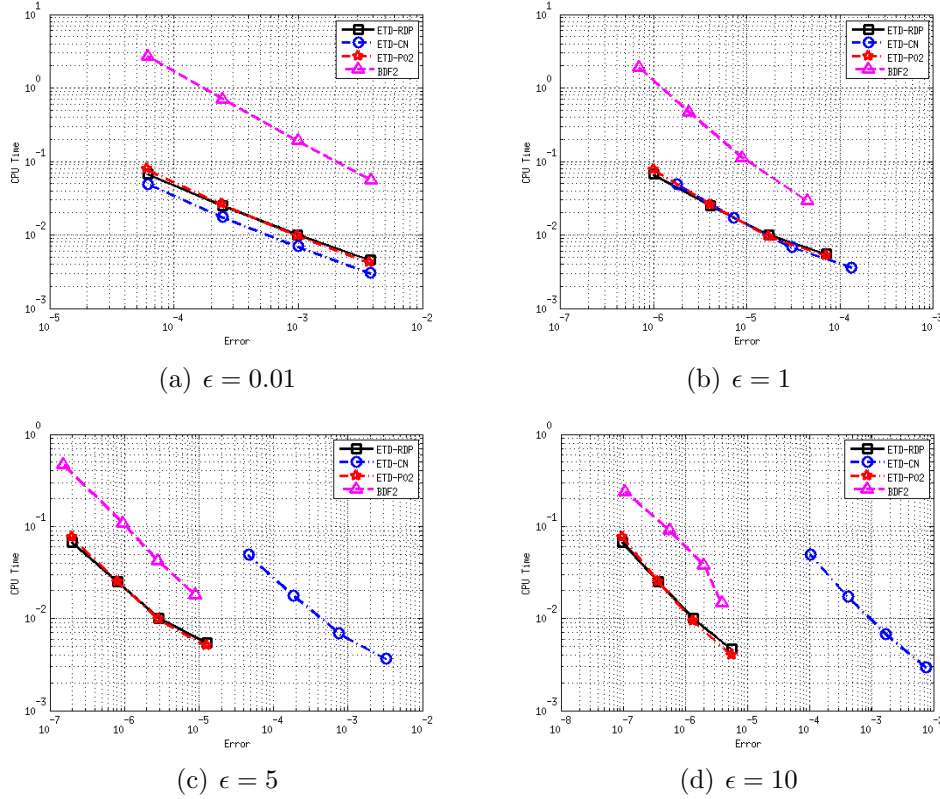 10^1
10^0
10^-1
10^-2
10^-3
CPU Time
10^-5
10^-4
10^-3
10^-2
Error
ETD-RDP
ETD-CN
ETD-P02
BDF2
(a) ϵ = 0.01
10^1
10^0
10^-1
10^-2
10^-3
CPU Time
10^-7
10^-6
10^-5
10^-4
10^-3
Error
ETD-RDP
ETD-CN
ETD-P02
BDF2
(b) ϵ = 1
10^0
10^-1
10^-2
10^-3
CPU Time
10^-7
10^-6
10^-5
10^-4
10^-3
10^-2
Error
ETD-RDP
ETD-CN
ETD-P02
BDF2
(c) ϵ = 5
10^0
10^-1
10^-2
10^-3
CPU Time
10^-8
10^-7
10^-6
10^-5
10^-4
10^-3
10^-2
Error
ETD-RDP
ETD-CN
ETD-P02
BDF2
(d) ϵ = 10